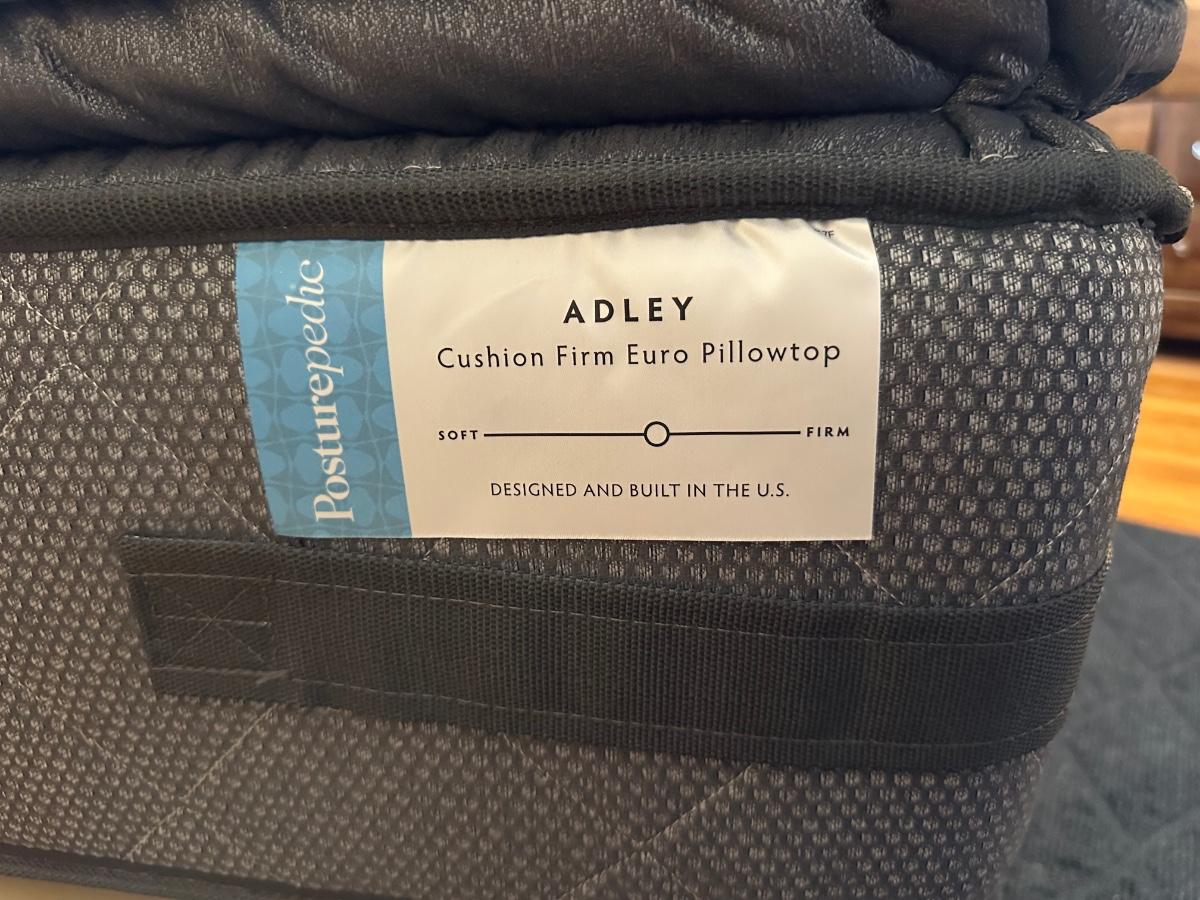 Posturepedic
ADLEY
Cushion Firm Euro Pillowtop
SOFT FIRM
DESIGNED AND BUILT IN THE U.S.